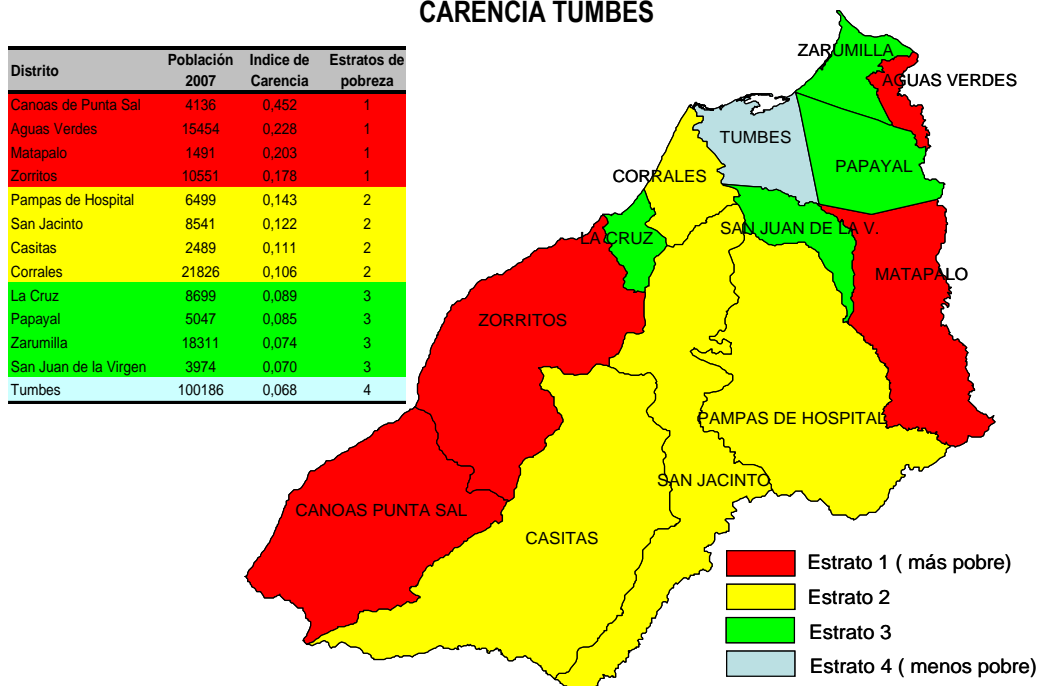 CARENCIA TUMBES
Distrito Población 2007 Indice de Carencia Estratos de pobreza
Canoas de Punta Sal 4136 0,452 1
Aguas Verdes 15454 0,228 1
Matapalo 1491 0,203 1
Zorritos 10551 0,178 1
Pampas de Hospital 6499 0,143 2
San Jacinto 8541 0,122 2
Casitas 2489 0,111 2
Corrales 21826 0,106 2
La Cruz 8699 0,089 3
Papayal 5047 0,085 3
Zarumilla 18311 0,074 3
San Juan de la Virgen 3974 0,070 3
Tumbes 100186 0,068 4
ZARUMILLA
AGUAS VERDES
TUMBES
PAPAYAL
CORRALES
SAN JUAN DE LA V.
LA CRUZ
MATAPALO
ZORRITOS
PAMPAS DE HOSPITAL
SAN JACINTO
CANOAS PUNTA SAL
CASITAS
Estrato 1 ( más pobre)
Estrato 2
Estrato 3
Estrato 4 ( menos pobre)